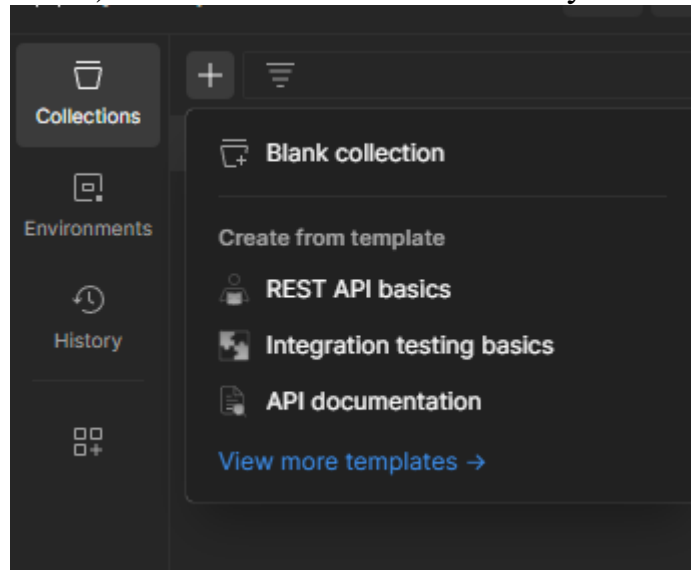 Collections
Blank collection
Environments
Create from template
REST API basics
History
Integration testing basics
API documentation
View more templates →